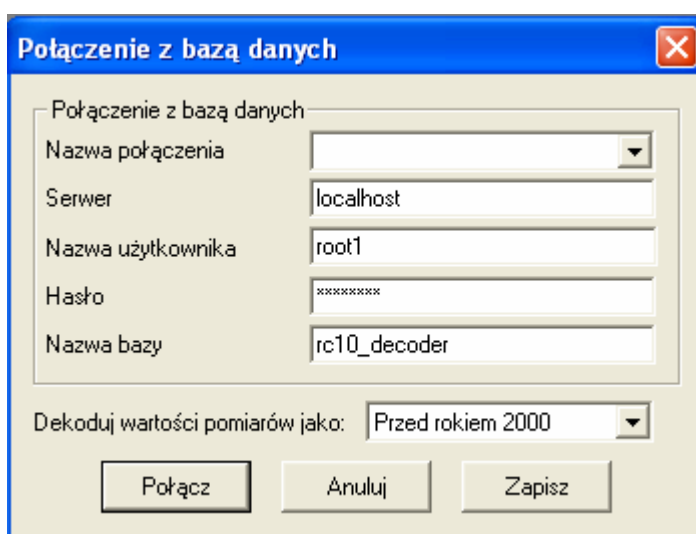 Połączenie z bazą danych
Połączenie z bazą danych
Nazwa połączenia
Serwer localhost
Nazwa użytkownika root1
Hasło ********
Nazwa bazy rc10_decoder
Dekoduj wartości pomiarów jako: Przed rokiem 2000
Połącz Anuluj Zapisz